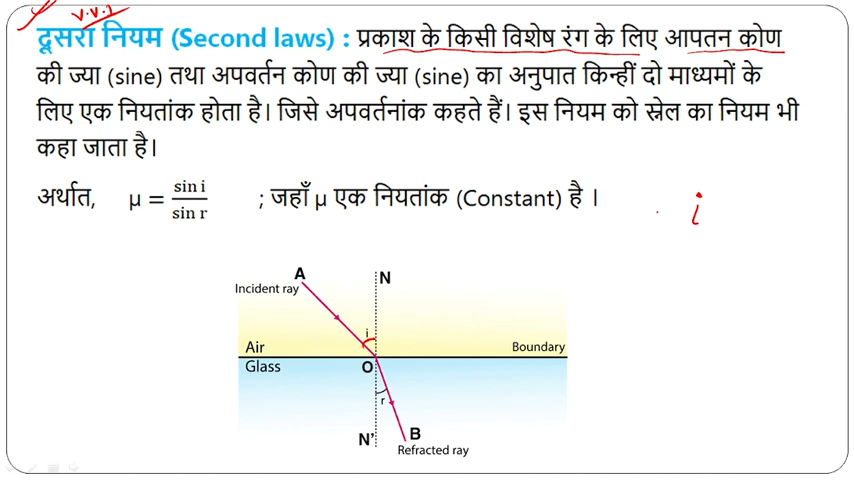 V.V.I
दूसरा नियम (Second laws) : प्रकाश के किसी विशेष रंग के लिए आपतन कोण
की ज्या (sine) तथा अपवर्तन कोण की ज्या (sine) का अनुपात किन्हीं दो माध्यमों के
लिए एक नियतांक होता है। जिसे अपवर्तनांक कहते हैं। इस नियम को स्नेल का नियम भी
कहा जाता है।
अर्थात, μ = sin i / sin r ; जहाँ μ एक नियतांक (Constant) है ।
i
A N
Incident ray
i
Air Boundary
Glass O
r
N' B
Refracted ray